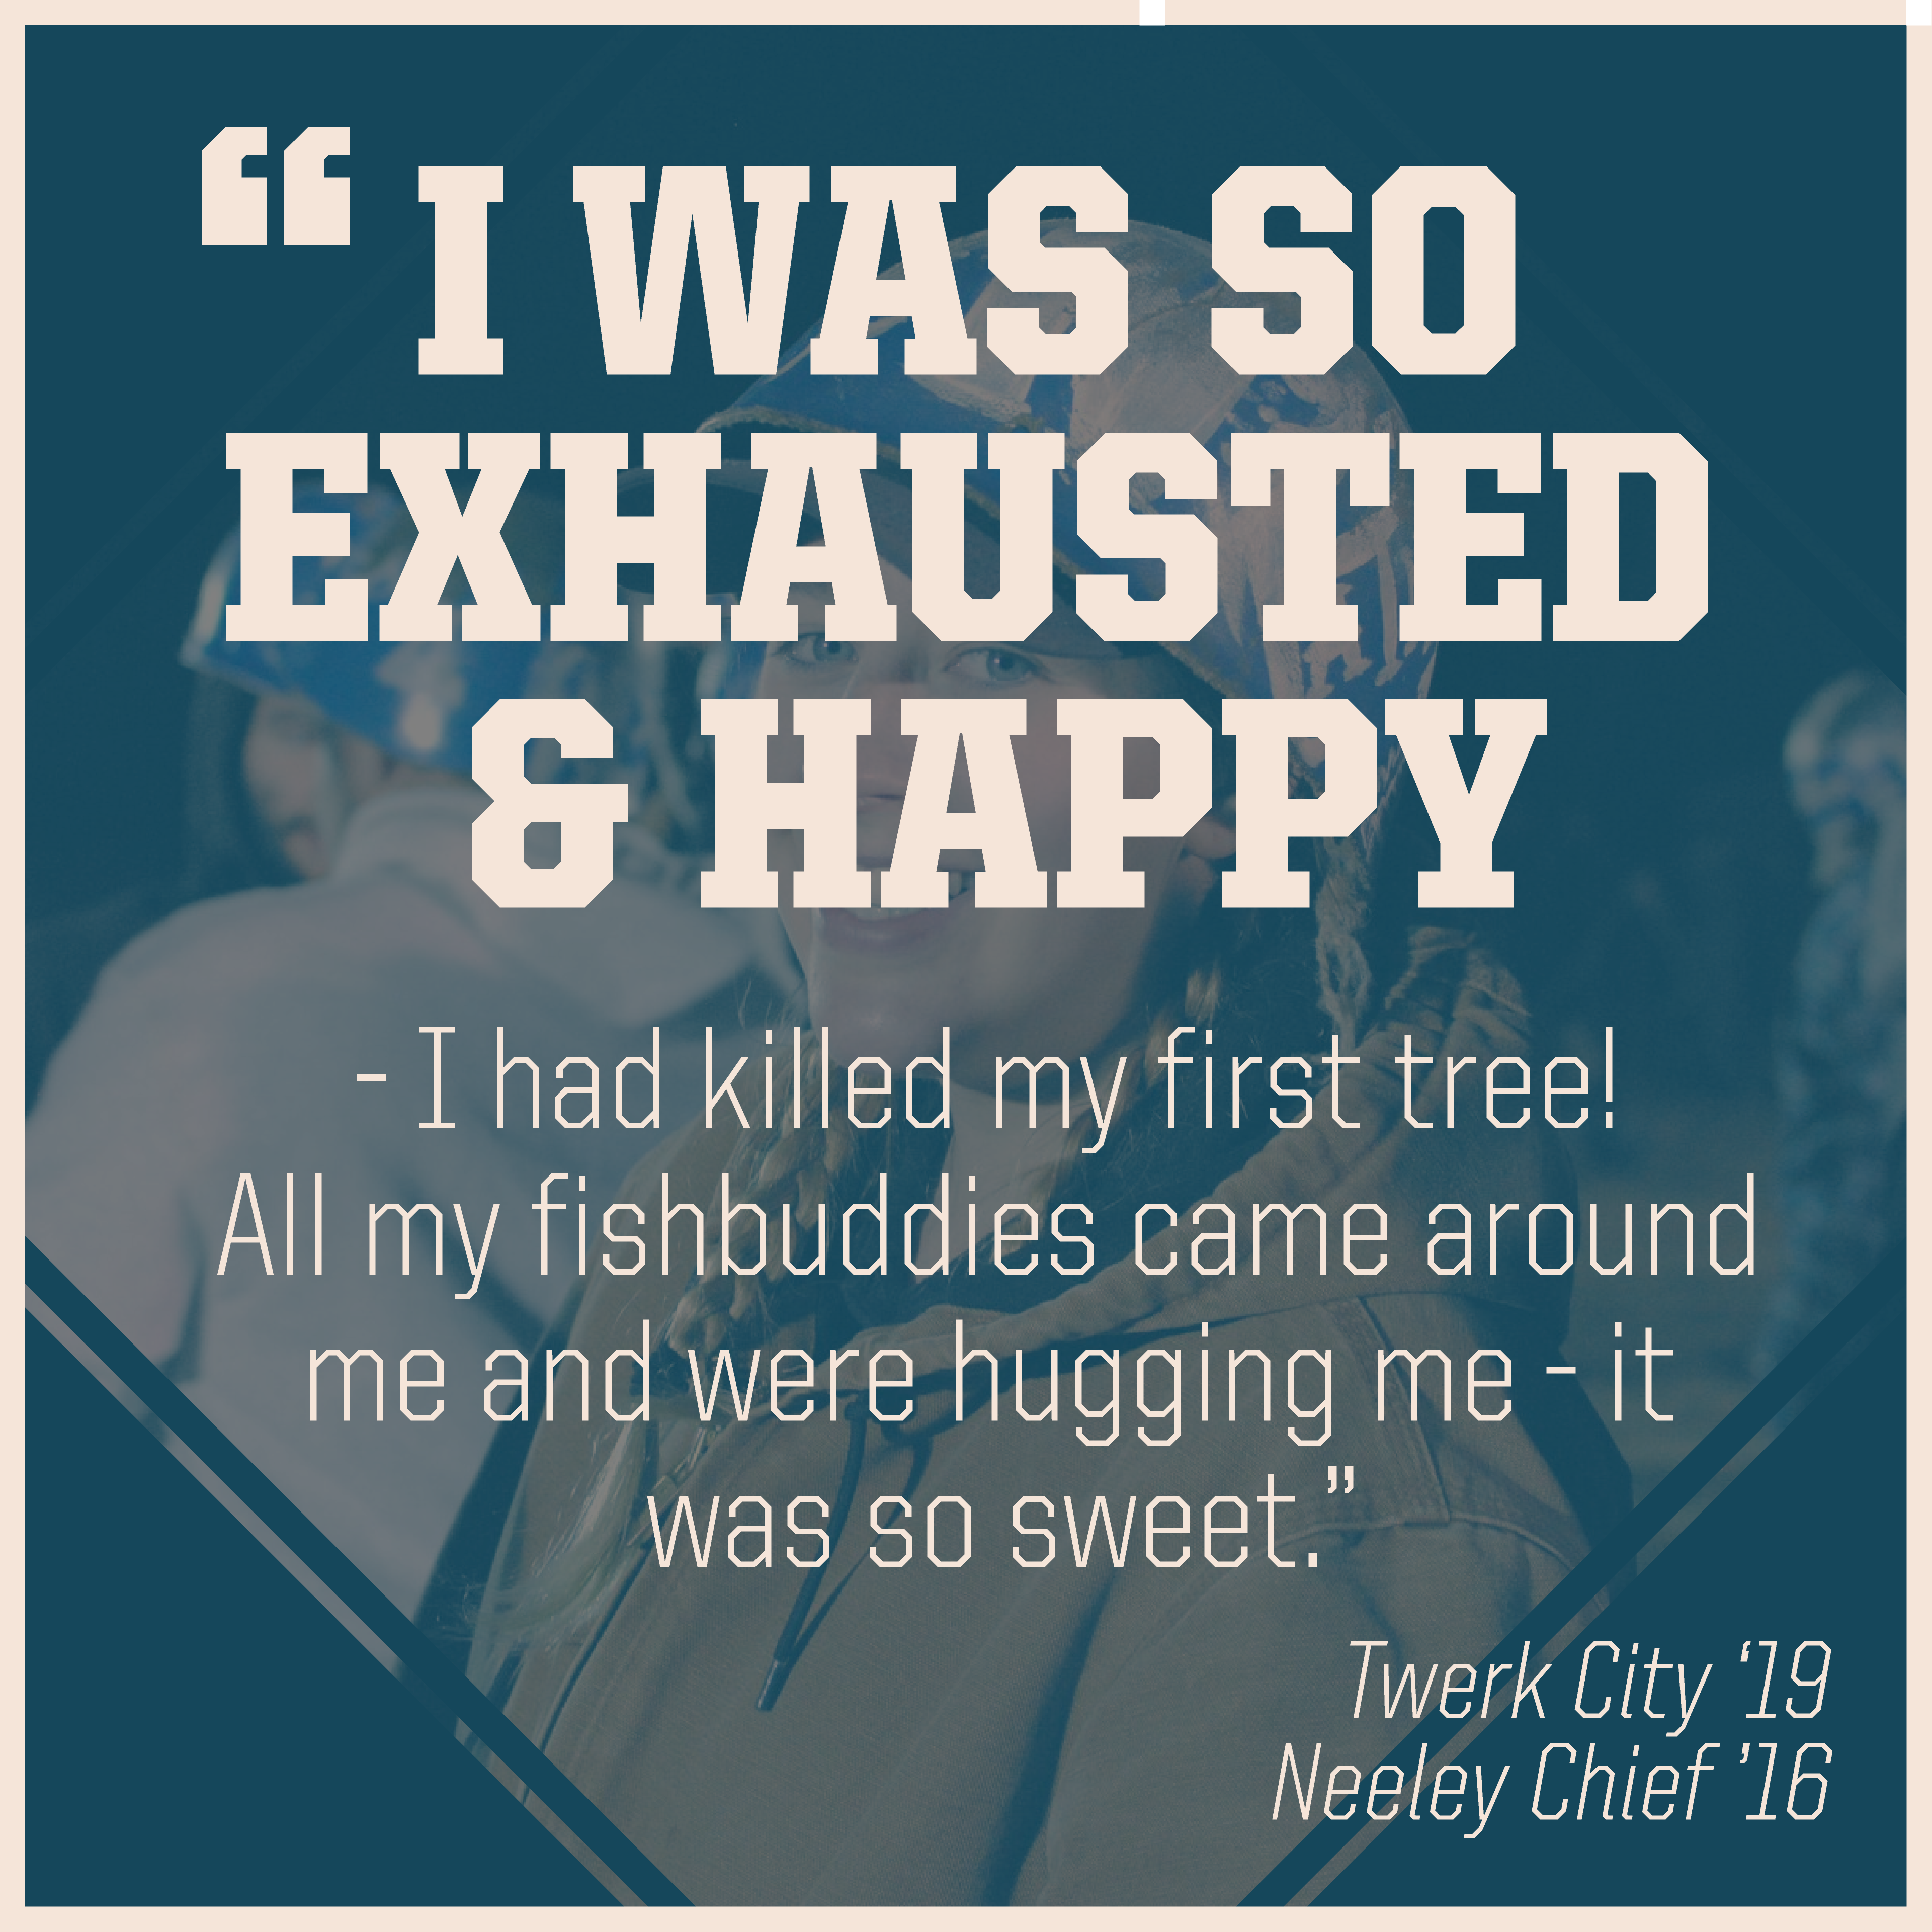 “ I WAS SO
EXHAUSTED
& HAPPY
- I had killed my first tree!
All my fishbuddies came around
me and were hugging me - it
was so sweet.”
Twerk City ‘19
Neeley Chief ’16